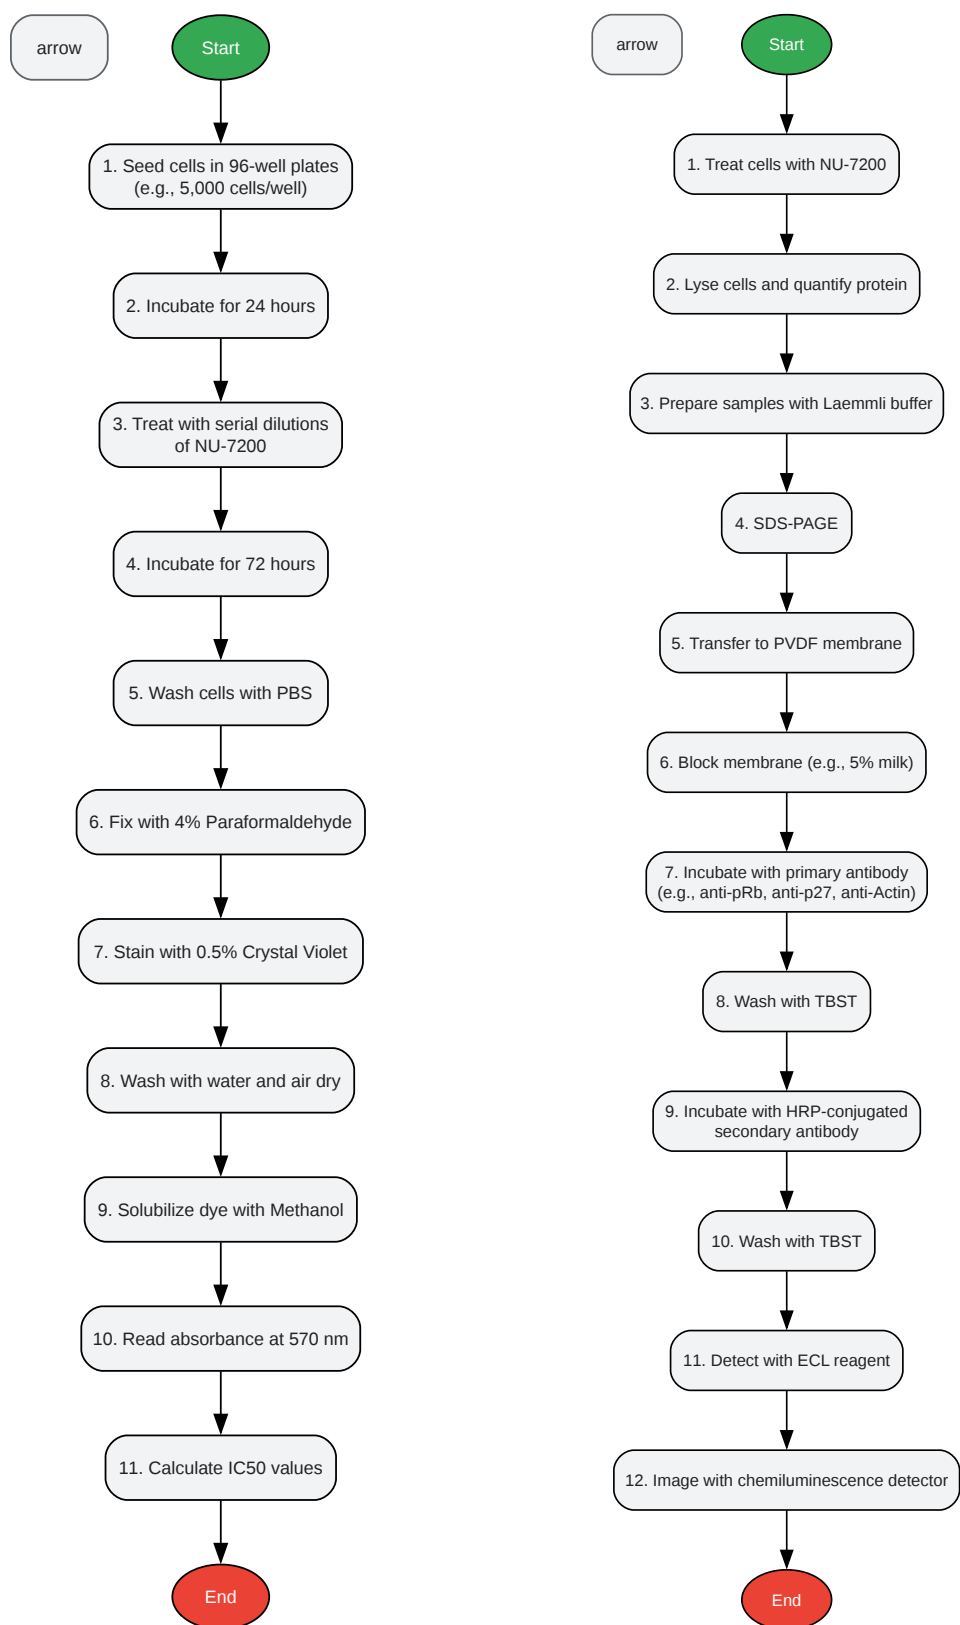 arrow
Start
1. Seed cells in 96-well plates
(e.g., 5,000 cells/well)
2. Incubate for 24 hours
3. Treat with serial dilutions
of NU-7200
4. Incubate for 72 hours
5. Wash cells with PBS
6. Fix with 4% Paraformaldehyde
7. Stain with 0.5% Crystal Violet
8. Wash with water and air dry
9. Solubilize dye with Methanol
10. Read absorbance at 570 nm
11. Calculate IC50 values
End
arrow
Start
1. Treat cells with NU-7200
2. Lyse cells and quantify protein
3. Prepare samples with Laemmli buffer
4. SDS-PAGE
5. Transfer to PVDF membrane
6. Block membrane (e.g., 5% milk)
7. Incubate with primary antibody
(e.g., anti-pRb, anti-p27, anti-Actin)
8. Wash with TBST
9. Incubate with HRP-conjugated
secondary antibody
10. Wash with TBST
11. Detect with ECL reagent
12. Image with chemiluminescence detector
End